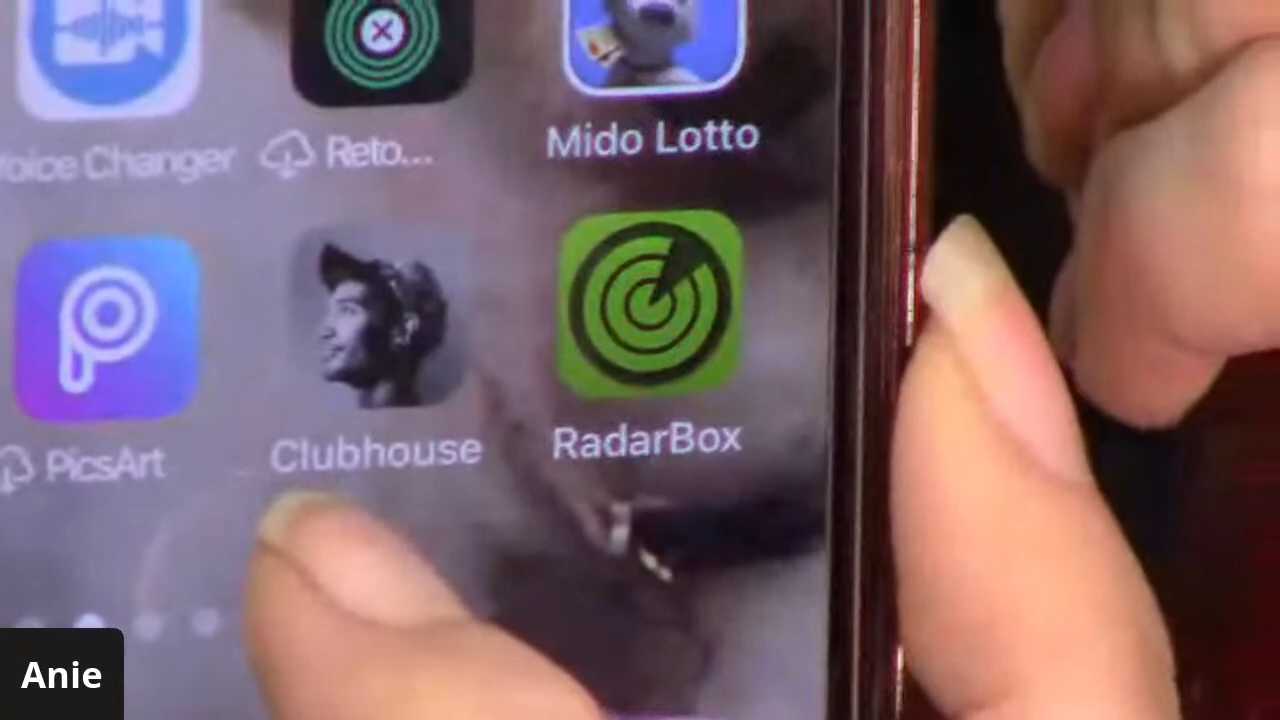 Voice Changer
Reto...
Mido Lotto
PicsArt
Clubhouse
RadarBox
Anie